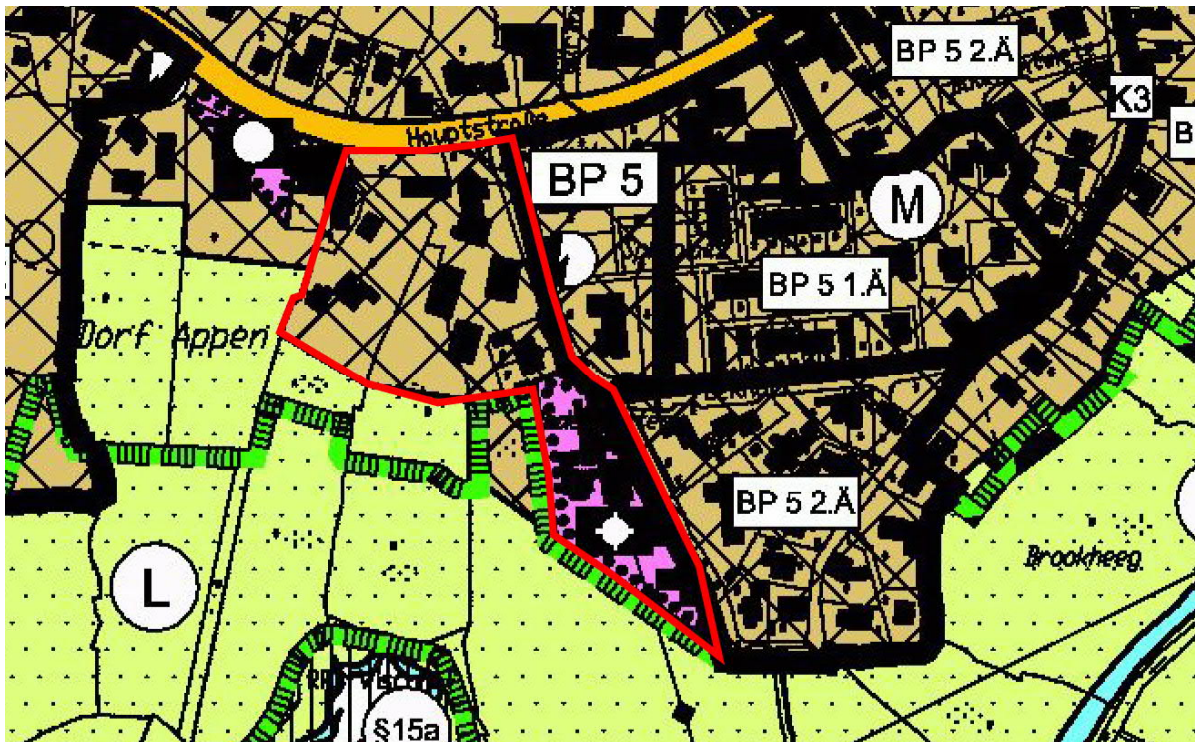 BP 5 2.Ä
K3
Hauptstraße
B
BP 5
M
BP 5 1.Ä
Dorf Appen
BP 5 2.Ä
Brookheeg
L
§15a